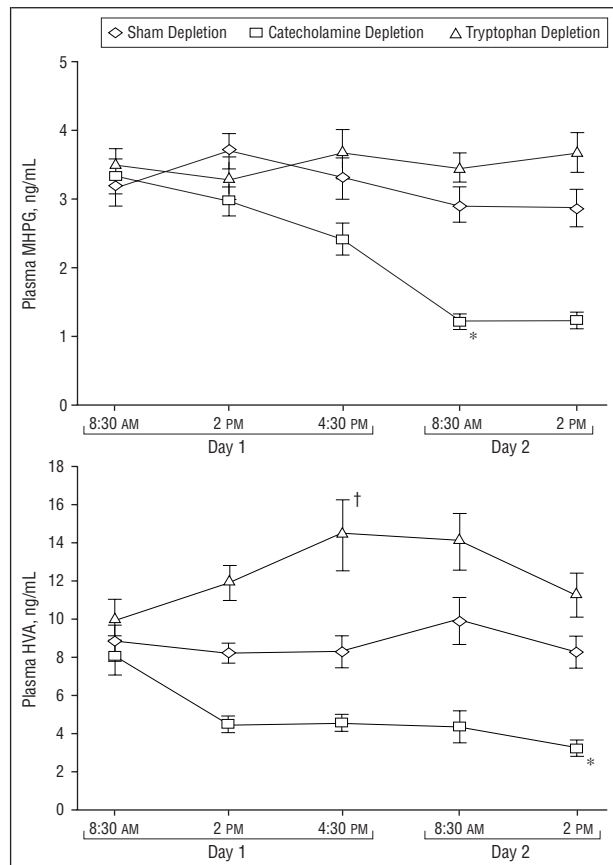 Sham Depletion Catecholamine Depletion Tryptophan Depletion
5
4
3
2
1
0
Plasma MHPG, ng/mL
*
8:30 AM 2 PM 4:30 PM 8:30 AM 2 PM
Day 1 Day 2
18
16
14
12
10
8
6
4
2
0
Plasma HVA, ng/mL
†
*
8:30 AM 2 PM 4:30 PM 8:30 AM 2 PM
Day 1 Day 2